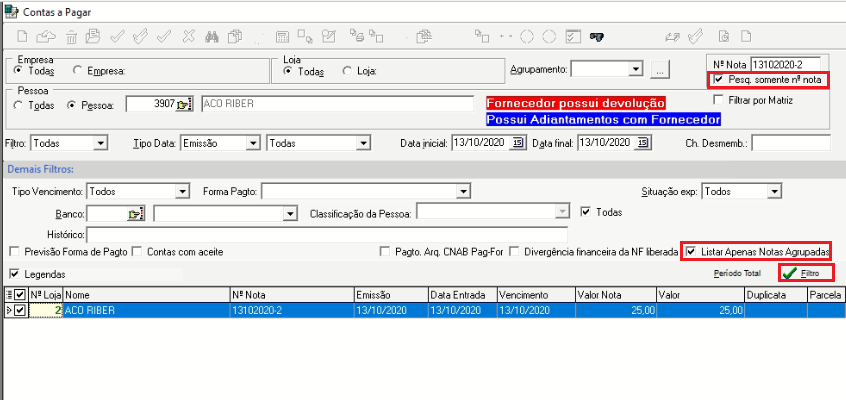 Contas a Pagar
Empresa
Todas Empresa:
Loja
Todas Loja:
Agrupamento: ...
Nº Nota 13102020-2
Pesq. somente nº nota
Filtrar por Matriz
Pessoa
Todas Pessoa: 3907 ACO RIBER
Fornecedor possui devolução
Possui Adiantamentos com Fornecedor
Filtro: Todas Tipo Data: Emissão Todas Data inicial: 13/10/2020 15 Data final: 13/10/2020 15 Ch. Desmemb.:
Demais Filtros:
Tipo Vencimento: Todos Forma Pagto: Situação exp: Todos
Banco: Classificação da Pessoa: Todas
Histórico:
Previsão Forma de Pagto Contas com aceite Pagto. Arq. CNAB Pag-For Divergência financeira da NF liberada Listar Apenas Notas Agrupadas
Legendas Período Total Filtro
Nº Loja Nome Nº Nota Emissão Data Entrada Vencimento Valor Nota Valor Duplicata Parcela
2 ACO RIBER 13102020-2 13/10/2020 13/10/2020 13/10/2020 25,00 25,00